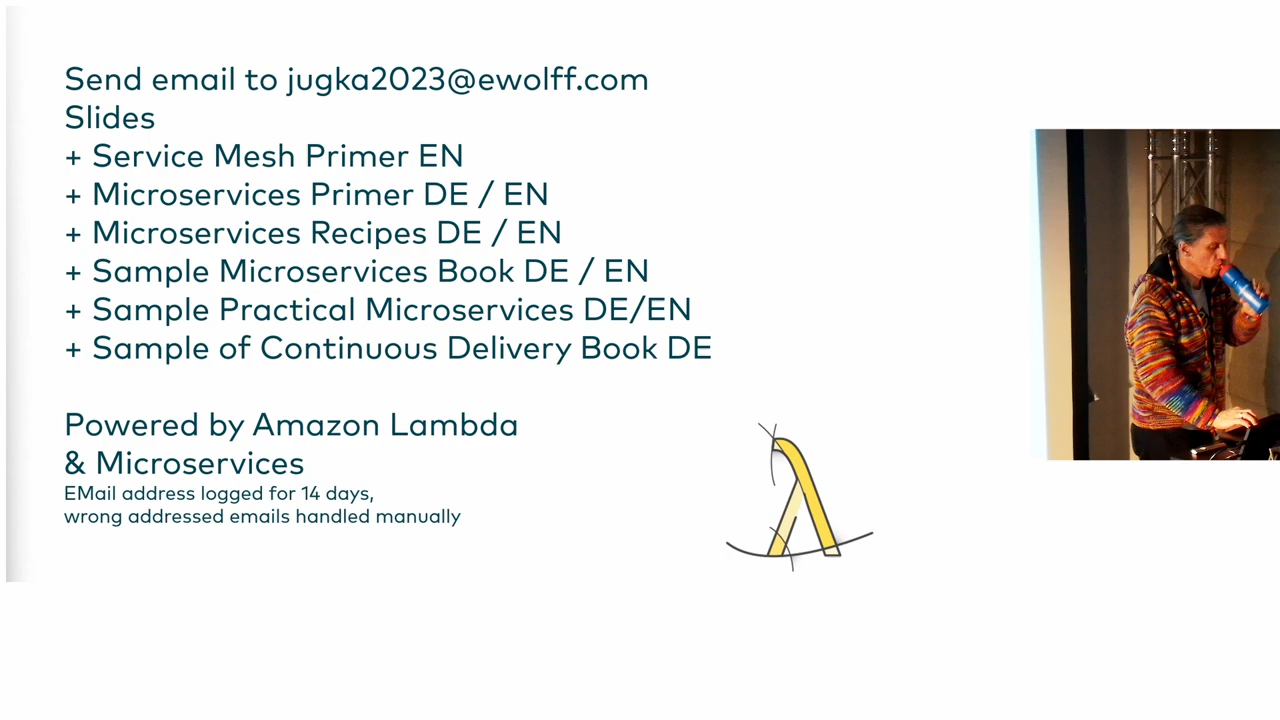 Send email to jugka2023@ewolff.com
Slides
+ Service Mesh Primer EN
+ Microservices Primer DE / EN
+ Microservices Recipes DE / EN
+ Sample Microservices Book DE / EN
+ Sample Practical Microservices DE/EN
+ Sample of Continuous Delivery Book DE
Powered by Amazon Lambda
& Microservices
EMail address logged for 14 days,
wrong addressed emails handled manually